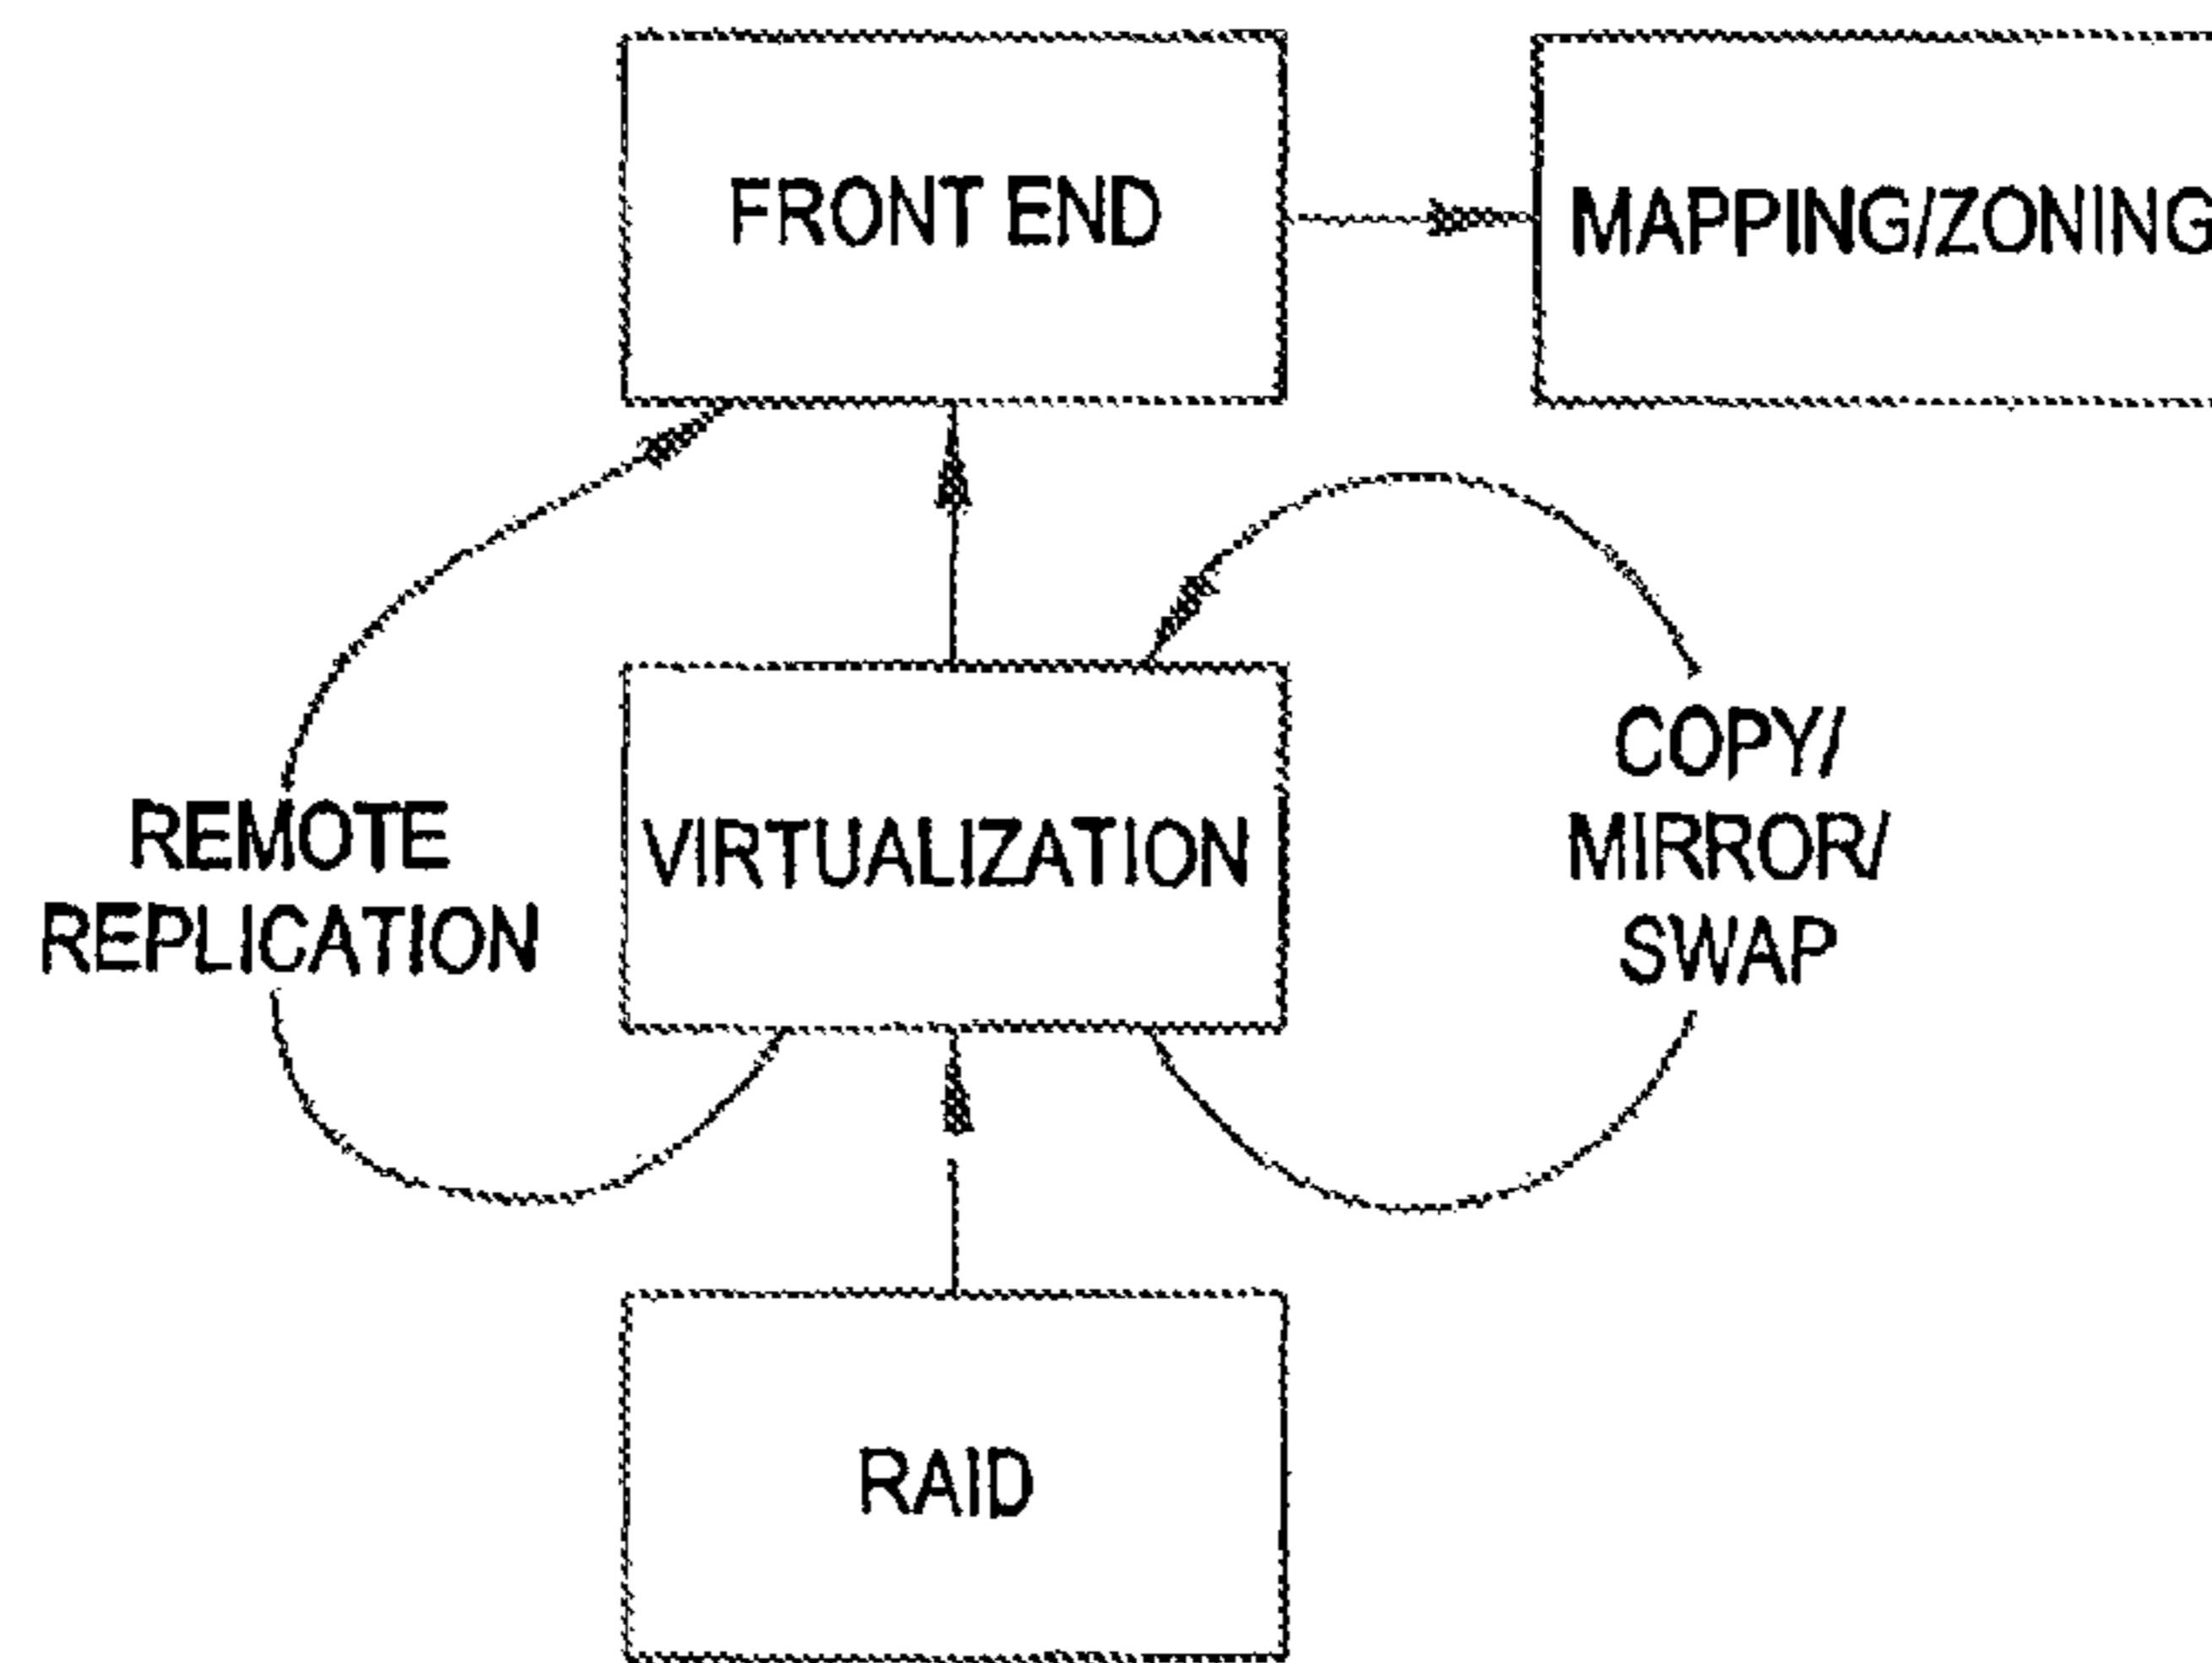 FRONT END
MAPPING/ZONING
REMOTE
REPLICATION
VIRTUALIZATION
COPY/
MIRROR/
SWAP
RAID